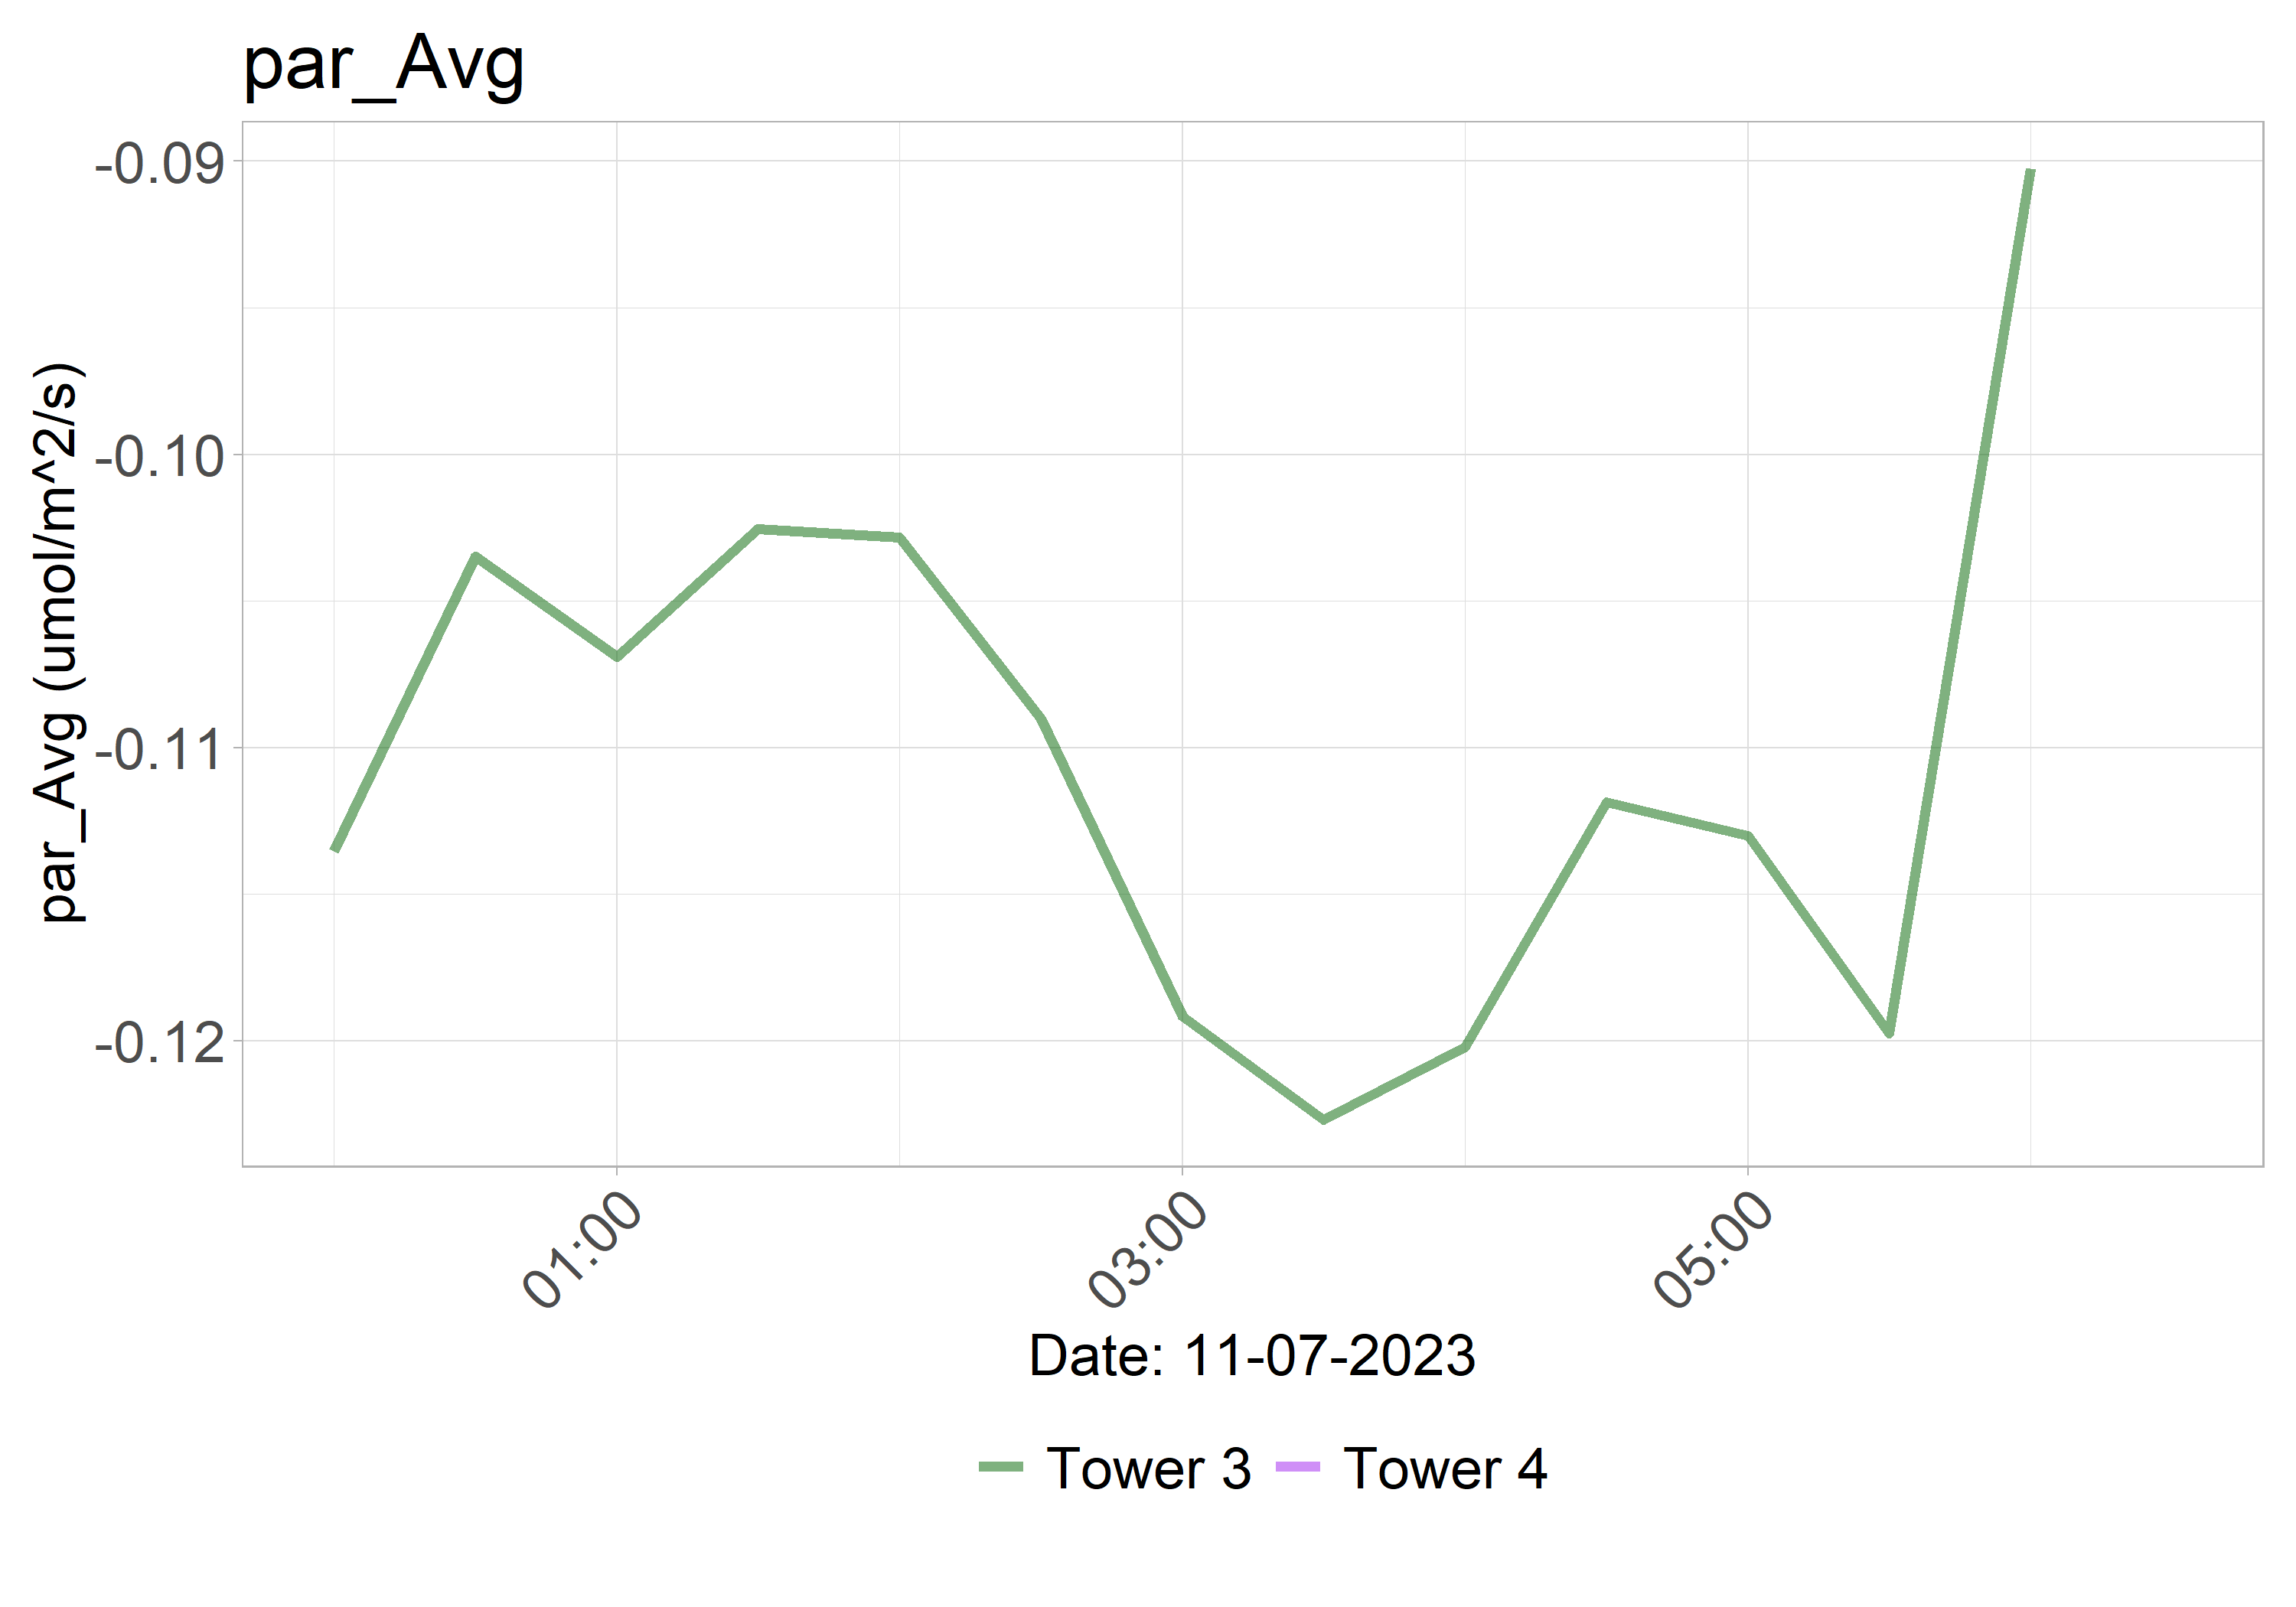 par_Avg
par_Avg (umol/m^2/s)
-0.09
-0.10
-0.11
-0.12
01:00 03:00 05:00
Date: 11-07-2023
Tower 3 Tower 4